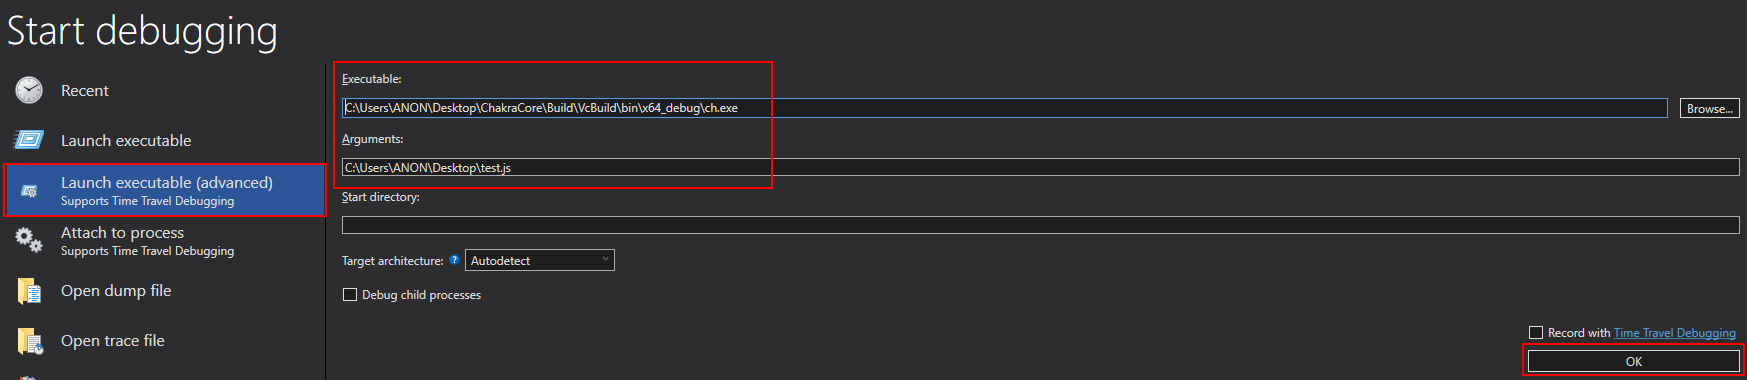 Start debugging
Recent
Launch executable
Launch executable (advanced)
Supports Time Travel Debugging
Attach to process
Supports Time Travel Debugging
Open dump file
Open trace file
Executable:
C:\Users\ANON\Desktop\ChakraCore\Build\VcBuild\bin\x64_debug\ch.exe
Browse...
Arguments:
C:\Users\ANON\Desktop\test.js
Start directory:
Target architecture: ? Autodetect
Debug child processes
Record with Time Travel Debugging
OK